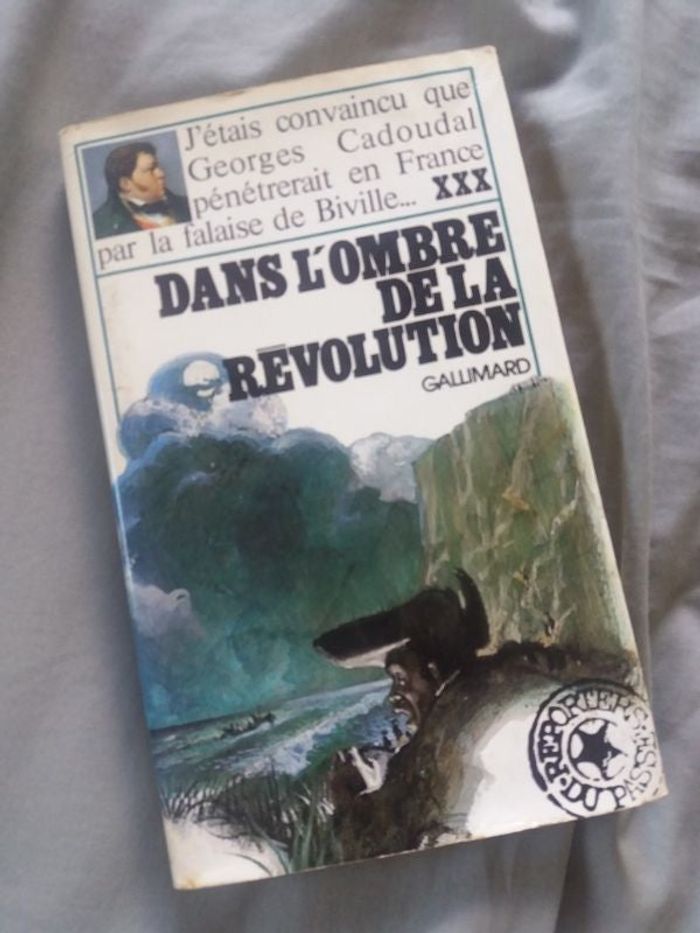 J'étais convaincu que
Georges Cadoudal
pénétrerait en France
par la falaise de Biville... XXX
DANS L'OMBRE
DE LA
RÉVOLUTION
GALLIMARD
REPORTERS DU PASSÉ